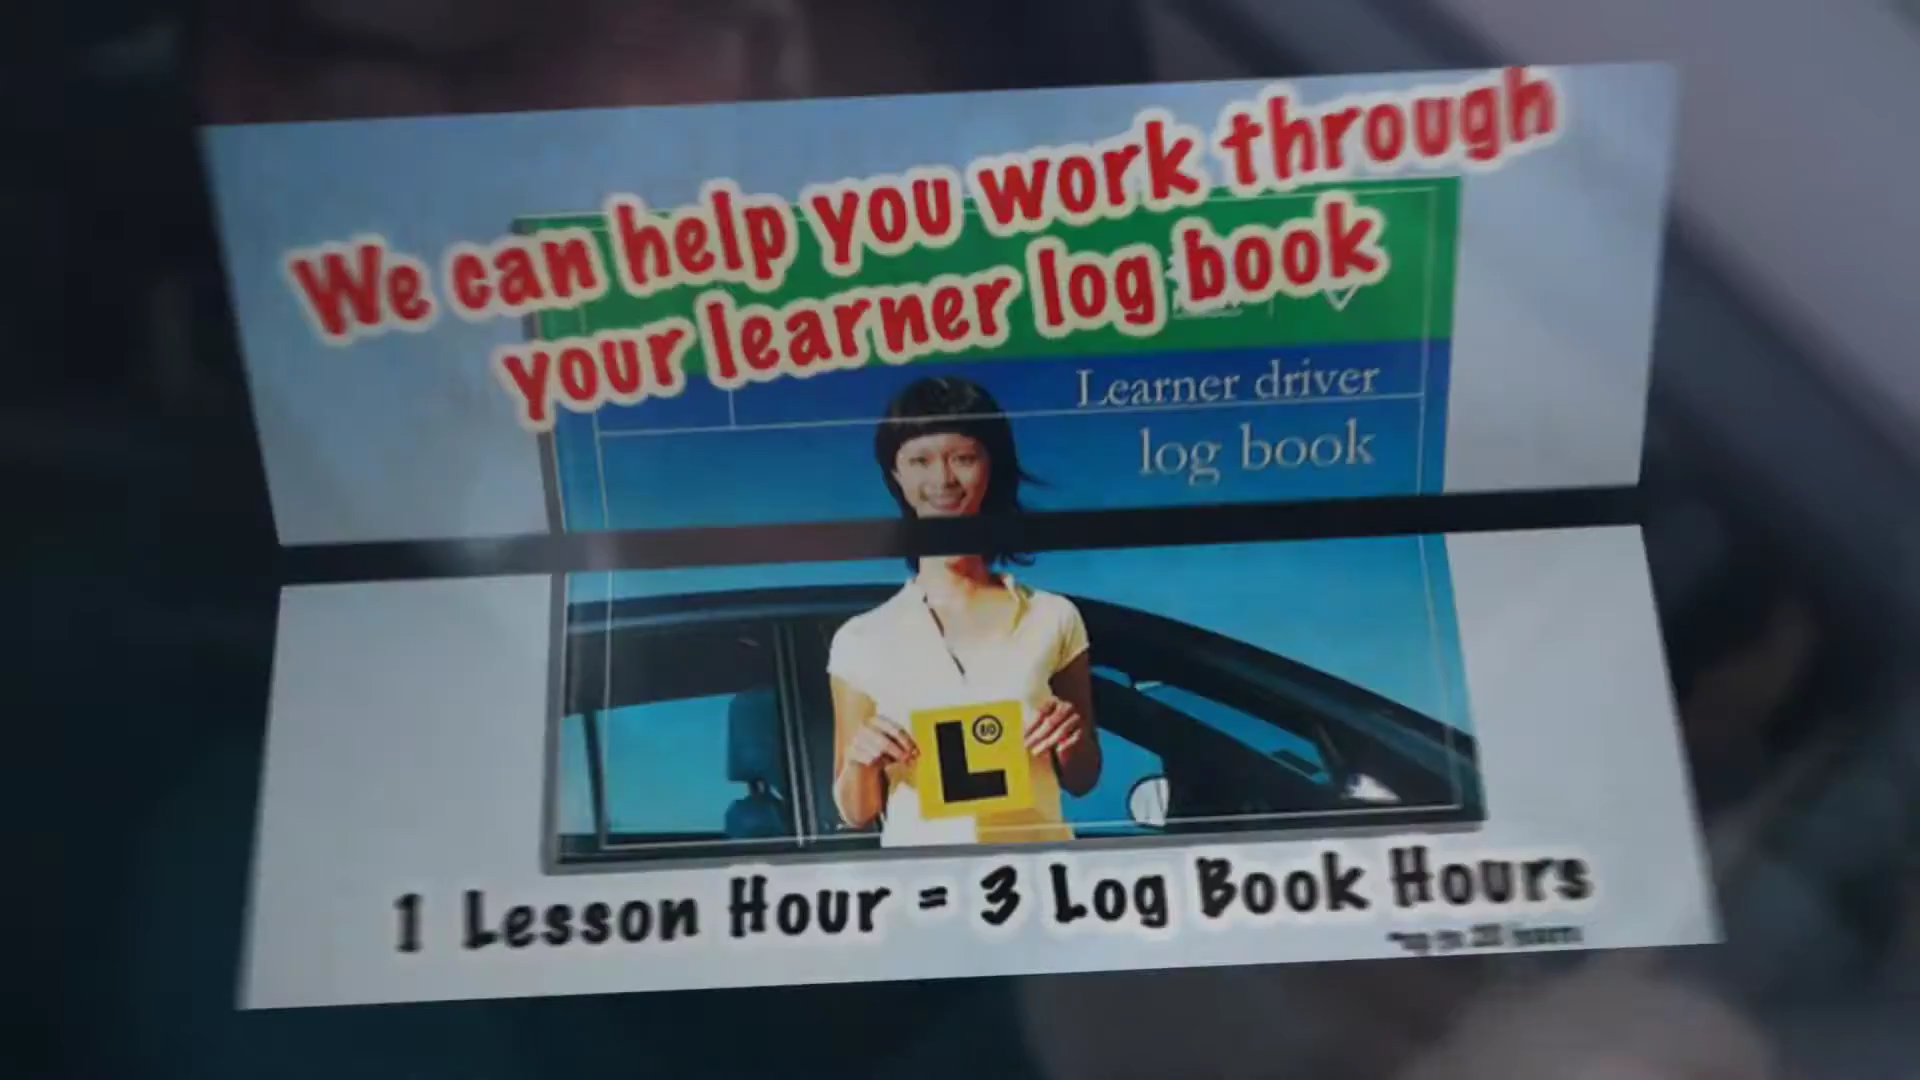 We can help you work through
your learner log book
Learner driver
log book
L 80
1 Lesson Hour = 3 Log Book Hours